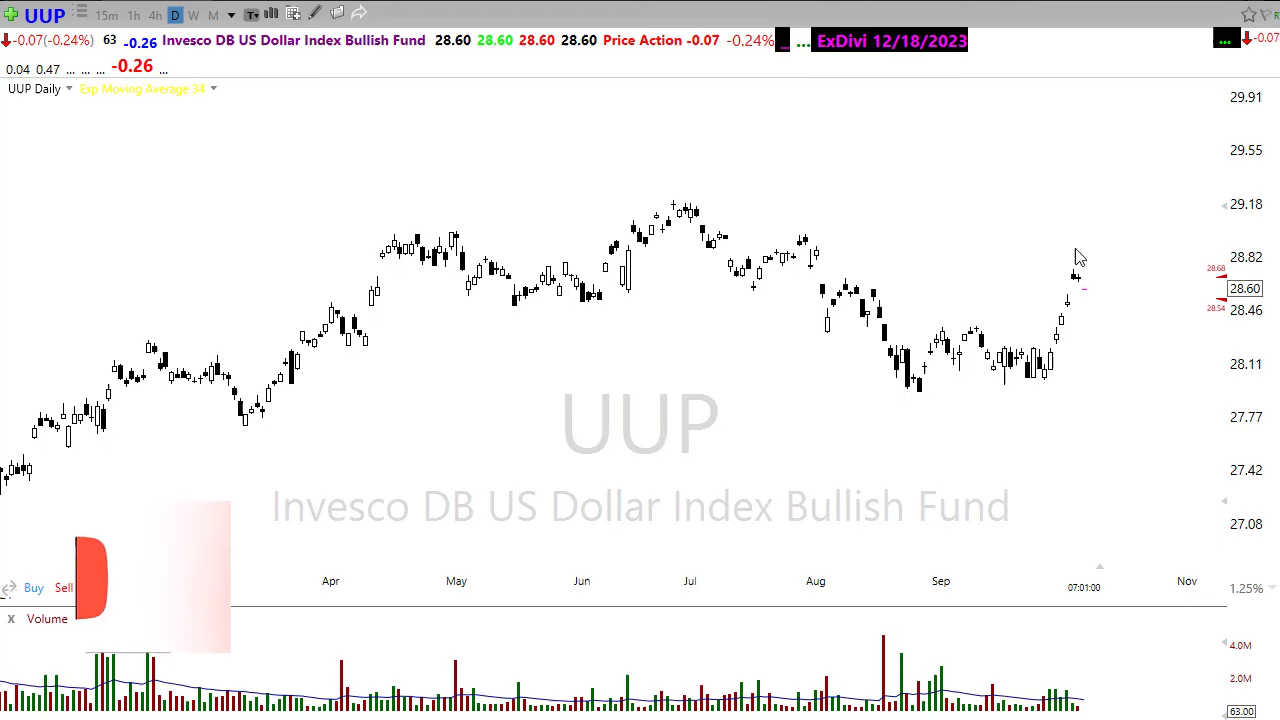 UUP 15m 1h 4h D W M T
-0.07(-0.24%) 63 -0.26 Invesco DB US Dollar Index Bullish Fund 28.60 28.60 28.60 28.60 Price Action -0.07 -0.24% ... ... ExDivi 12/18/2023 ... -0.07
0.04 0.47 ... ... ... -0.26 ...
UUP Daily Exp Moving Average 34
29.91
29.55
29.18
28.82
28.68
28.60
28.54
28.46
28.11
27.77
27.42
27.08
UUP
Invesco DB US Dollar Index Bullish Fund
Buy Sell
Apr May Jun Jul Aug Sep 07:01:00 Nov 1.25%
X Volume
4.0M
2.0M
63.00